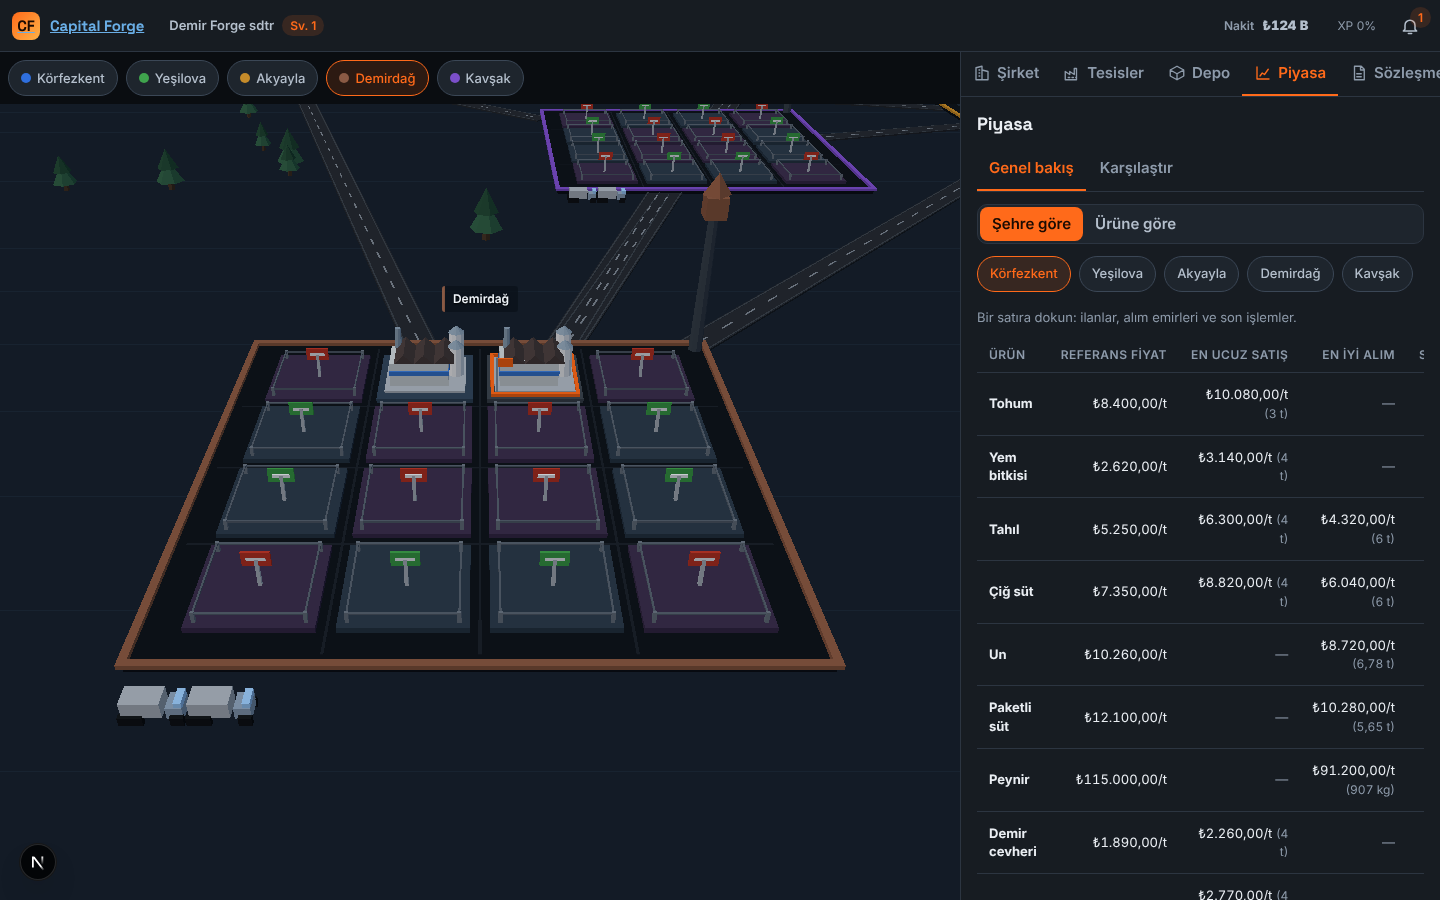 CF Capital Forge Demir Forge sdtr Sv. 1 Nakit ₺124 B XP 0% 1
Körfezkent Yeşilova Akyayla Demirdağ Kavşak
Şirket Tesisler Depo Piyasa Sözleşme
Piyasa
Genel bakış Karşılaştır
Şehre göre Ürüne göre
Körfezkent Yeşilova Akyayla Demirdağ Kavşak
Bir satıra dokun: ilanlar, alım emirleri ve son işlemler.
ÜRÜN REFERANS FİYAT EN UCUZ SATIŞ EN İYİ ALIM S
Tohum ₺8.400,00/t ₺10.080,00/t —
(3 t)
Yem ₺2.620,00/t ₺3.140,00/t (4 —
bitkisi t)
Tahıl ₺5.250,00/t ₺6.300,00/t (4 ₺4.320,00/t
t) (6 t)
Çiğ süt ₺7.350,00/t ₺8.820,00/t (4 ₺6.040,00/t
t) (6 t)
Un ₺10.260,00/t — ₺8.720,00/t
(6,78 t)
Paketli ₺12.100,00/t — ₺10.280,00/t
süt (5,65 t)
Peynir ₺115.000,00/t — ₺91.200,00/t
(907 kg)
Demir ₺1.890,00/t ₺2.260,00/t (4 —
cevheri t)
₺2.770,00/t (4
Demirdağ
N